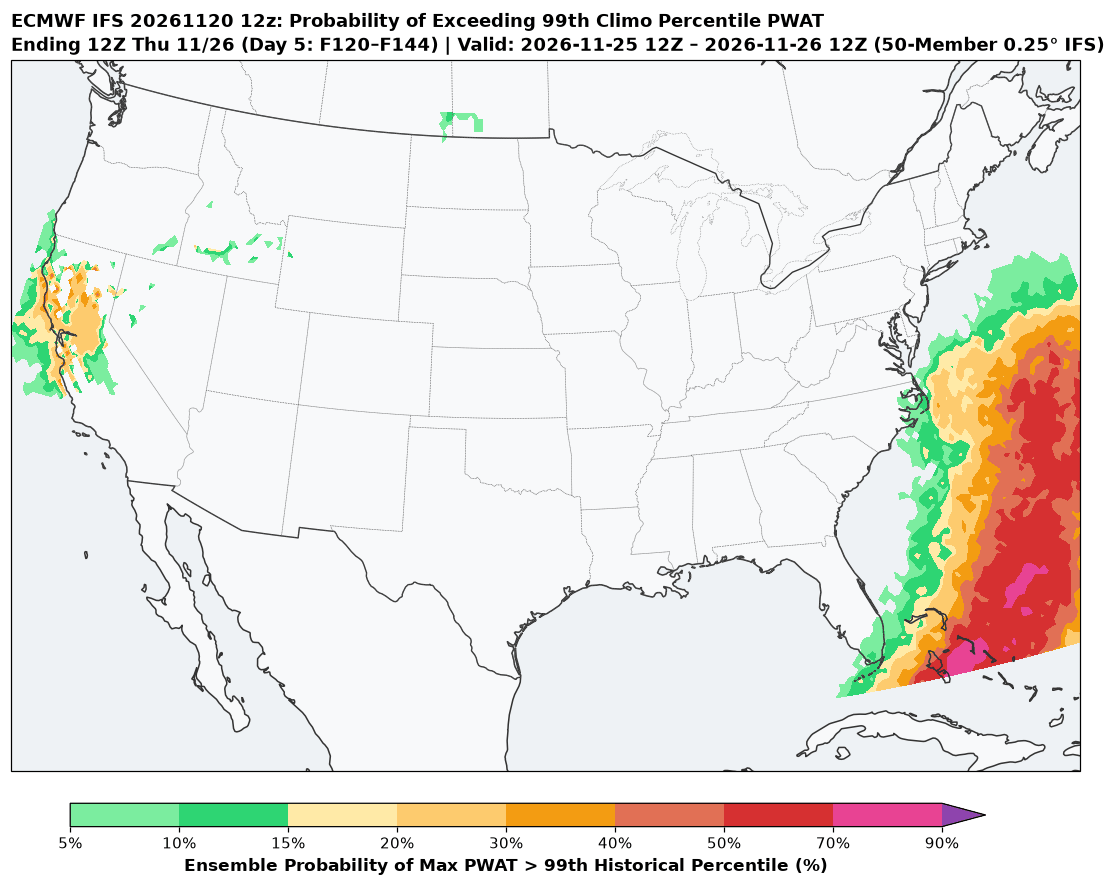 ECMWF IFS 20261120 12z: Probability of Exceeding 99th Climo Percentile PWAT
Ending 12Z Thu 11/26 (Day 5: F120–F144) | Valid: 2026-11-25 12Z – 2026-11-26 12Z (50-Member 0.25° IFS)
5% 10% 15% 20% 30% 40% 50% 70% 90%
Ensemble Probability of Max PWAT > 99th Historical Percentile (%)